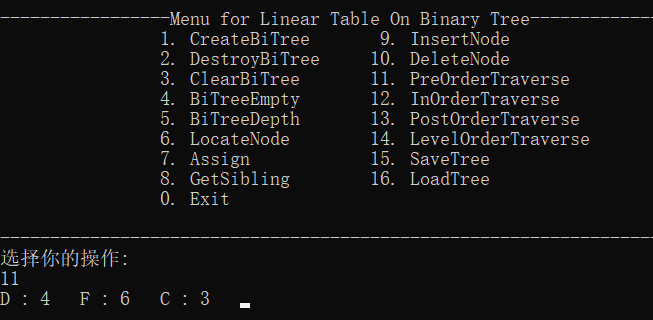 -----------------Menu for Linear Table On Binary Tree-------------
1. CreateBiTree 9. InsertNode
2. DestroyBiTree 10. DeleteNode
3. ClearBiTree 11. PreOrderTraverse
4. BiTreeEmpty 12. InOrderTraverse
5. BiTreeDepth 13. PostOrderTraverse
6. LocateNode 14. LevelOrderTraverse
7. Assign 15. SaveTree
8. GetSibling 16. LoadTree
0. Exit
-----------------------------------------------------------------
选择你的操作:
11
D : 4 F : 6 C : 3